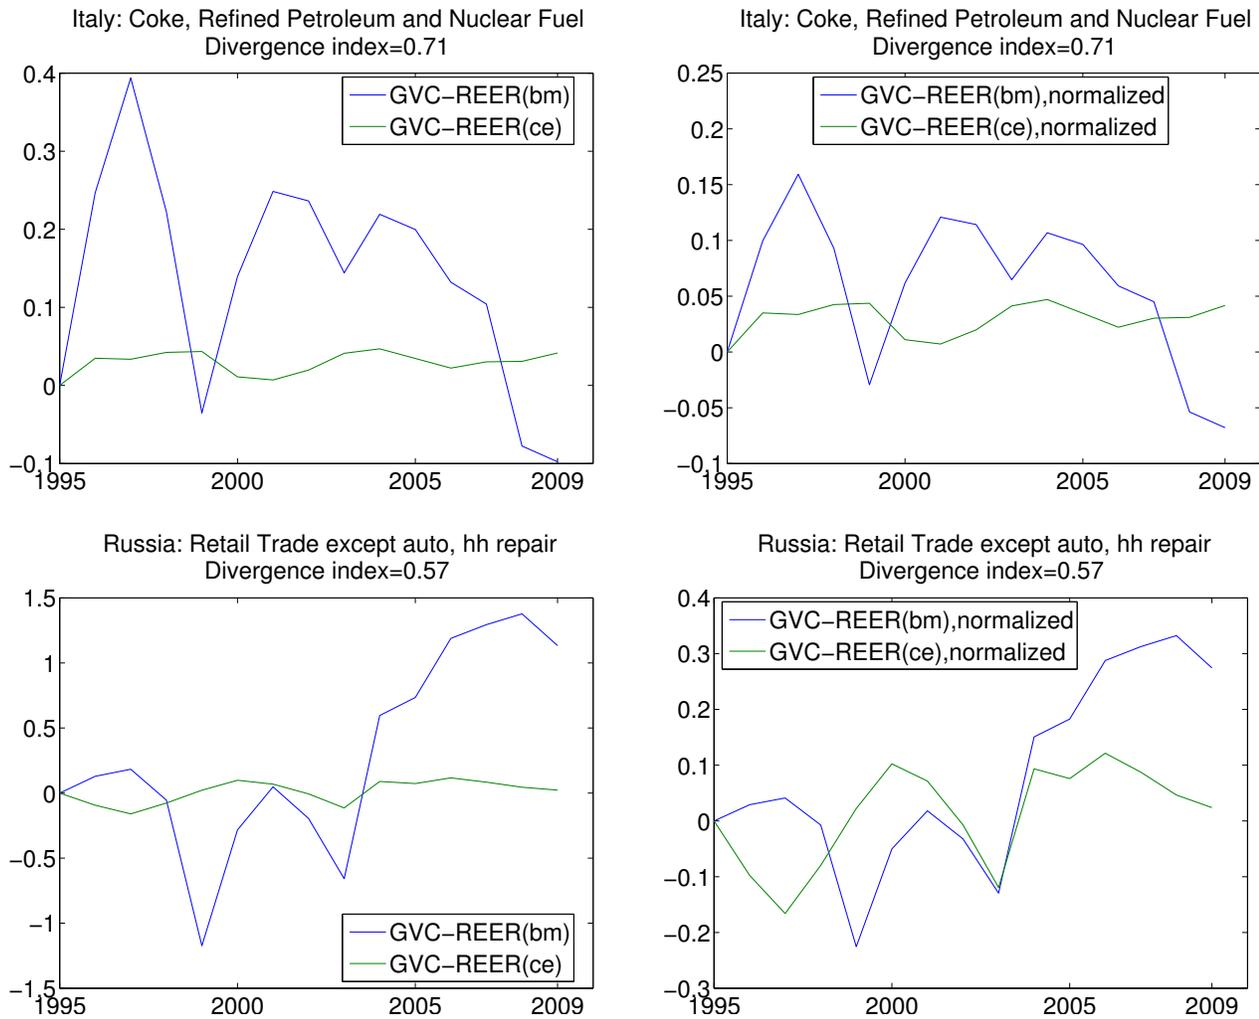 Italy: Coke, Refined Petroleum and Nuclear Fuel
Divergence index=0.71
0.4
0.3
0.2
0.1
0
−0.1
1995
2000
2005
2009
GVC−REER(bm)
GVC−REER(ce)
Italy: Coke, Refined Petroleum and Nuclear Fuel
Divergence index=0.71
0.25
0.2
0.15
0.1
0.05
0
−0.05
−0.1
1995
2000
2005
2009
GVC−REER(bm),normalized
GVC−REER(ce),normalized
Russia: Retail Trade except auto, hh repair
Divergence index=0.57
1.5
1
0.5
0
−0.5
−1
−1.5
1995
2000
2005
2009
GVC−REER(bm)
GVC−REER(ce)
Russia: Retail Trade except auto, hh repair
Divergence index=0.57
0.4
0.3
0.2
0.1
0
−0.1
−0.2
−0.3
1995
2000
2005
2009
GVC−REER(bm),normalized
GVC−REER(ce),normalized